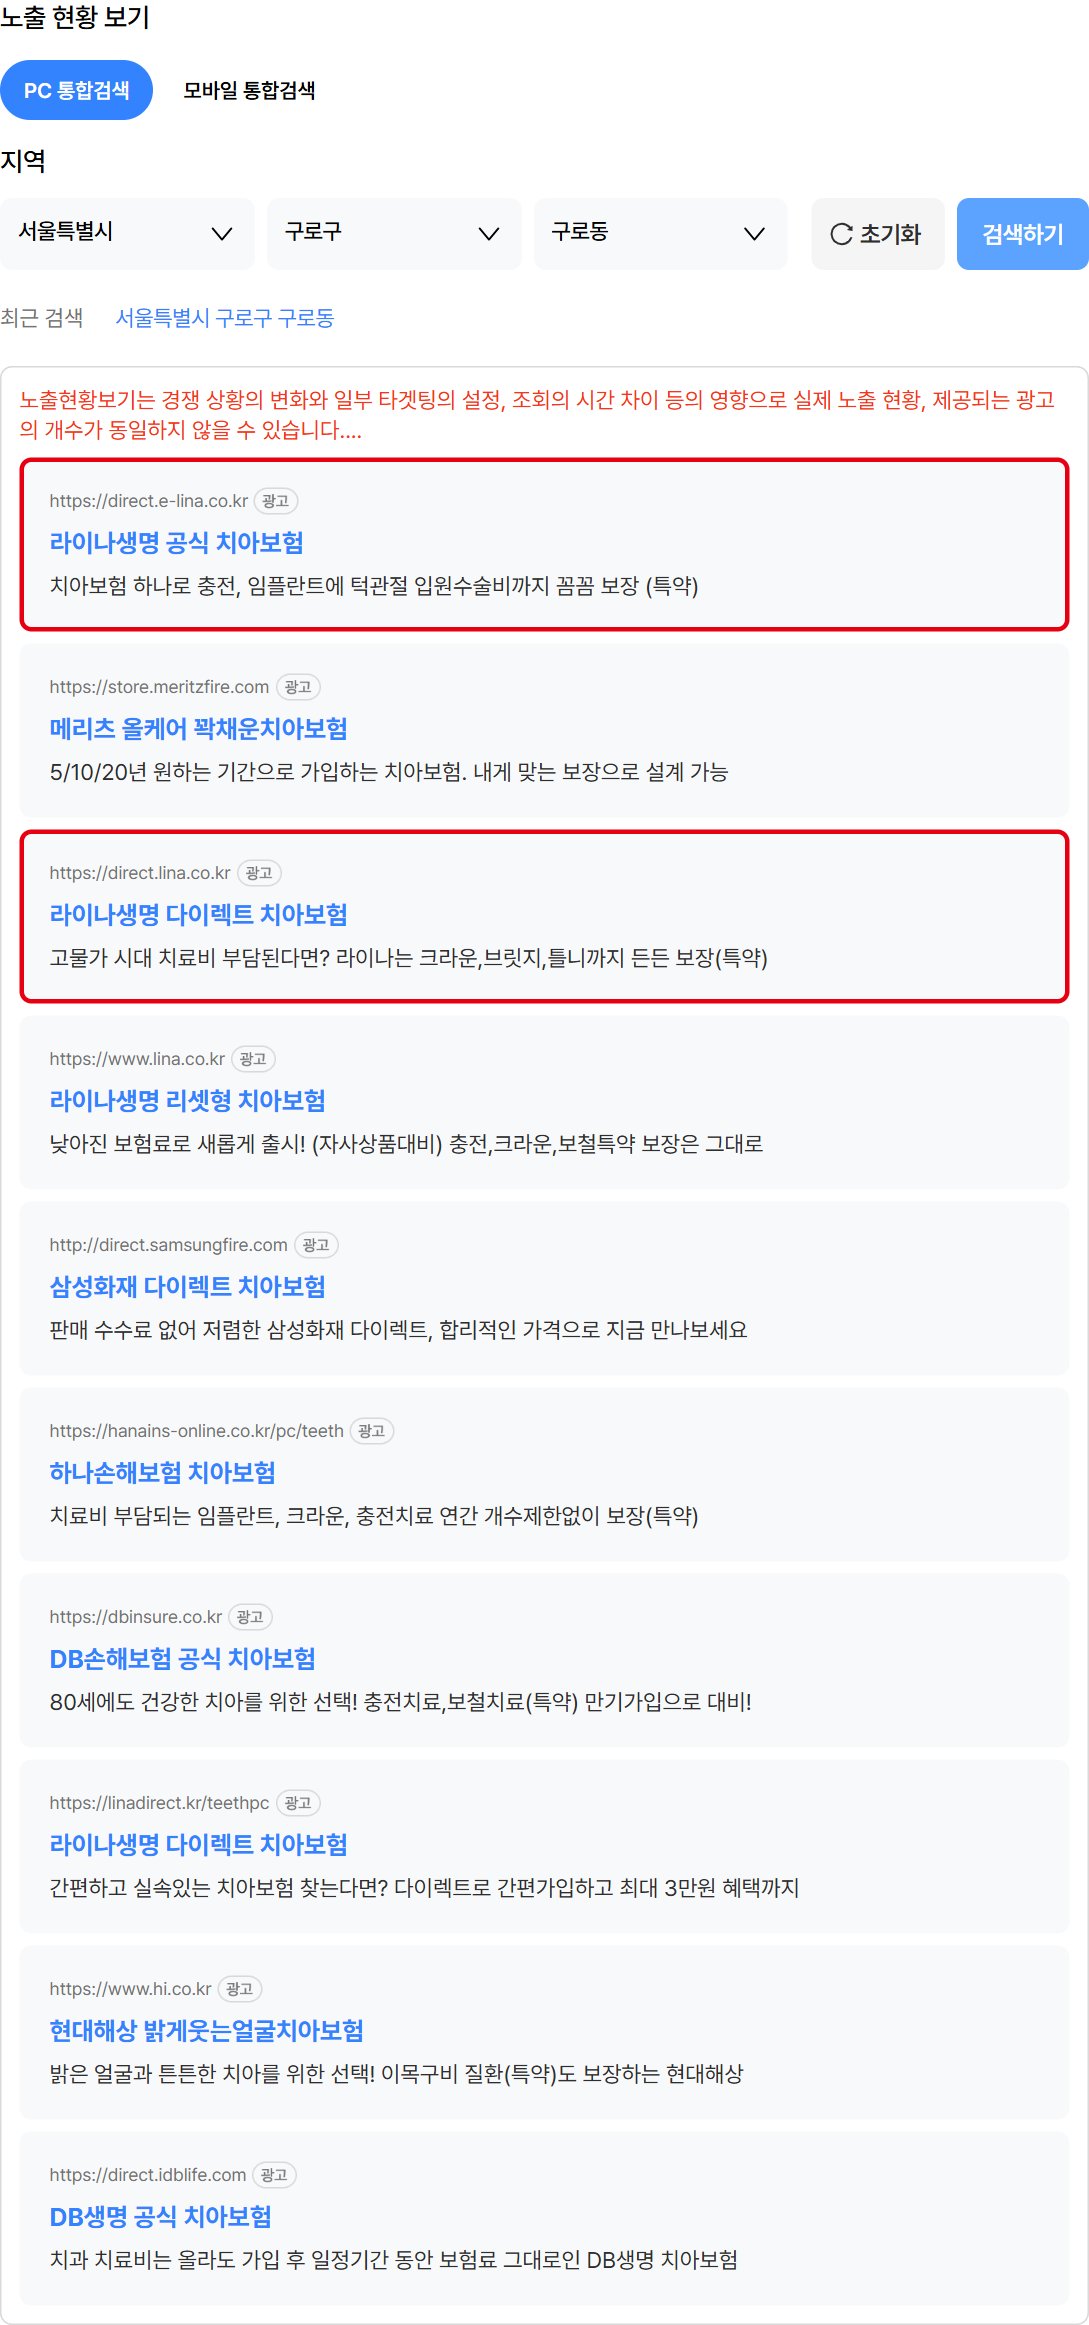 노출 현황 보기
PC 통합검색 모바일 통합검색
지역
서울특별시 구로구 구로동 초기화 검색하기
최근 검색 서울특별시 구로구 구로동
노출현황보기는 경쟁 상황의 변화와 일부 타겟팅의 설정, 조회의 시간 차이 등의 영향으로 실제 노출 현황, 제공되는 광고
의 개수가 동일하지 않을 수 있습니다....
https://direct.e-lina.co.kr 광고
라이나생명 공식 치아보험
치아보험 하나로 충전, 임플란트에 턱관절 입원수술비까지 꼼꼼 보장 (특약)
https://store.meritzfire.com 광고
메리츠 올케어 꽉채운치아보험
5/10/20년 원하는 기간으로 가입하는 치아보험. 내게 맞는 보장으로 설계 가능
https://direct.lina.co.kr 광고
라이나생명 다이렉트 치아보험
고물가 시대 치료비 부담된다면? 라이나는 크라운,브릿지,틀니까지 든든 보장(특약)
https://www.lina.co.kr 광고
라이나생명 리셋형 치아보험
낮아진 보험료로 새롭게 출시! (자사상품대비) 충전,크라운,보철특약 보장은 그대로
http://direct.samsungfire.com 광고
삼성화재 다이렉트 치아보험
판매 수수료 없어 저렴한 삼성화재 다이렉트, 합리적인 가격으로 지금 만나보세요
https://hanains-online.co.kr/pc/teeth 광고
하나손해보험 치아보험
치료비 부담되는 임플란트, 크라운, 충전치료 연간 개수제한없이 보장(특약)
https://dbinsure.co.kr 광고
DB손해보험 공식 치아보험
80세에도 건강한 치아를 위한 선택! 충전치료,보철치료(특약) 만기가입으로 대비!
https://linadirect.kr/teethpc 광고
라이나생명 다이렉트 치아보험
간편하고 실속있는 치아보험 찾는다면? 다이렉트로 간편가입하고 최대 3만원 혜택까지
https://www.hi.co.kr 광고
현대해상 밝게웃는얼굴치아보험
밝은 얼굴과 튼튼한 치아를 위한 선택! 이목구비 질환(특약)도 보장하는 현대해상
https://direct.idblife.com 광고
DB생명 공식 치아보험
치과 치료비는 올라도 가입 후 일정기간 동안 보험료 그대로인 DB생명 치아보험